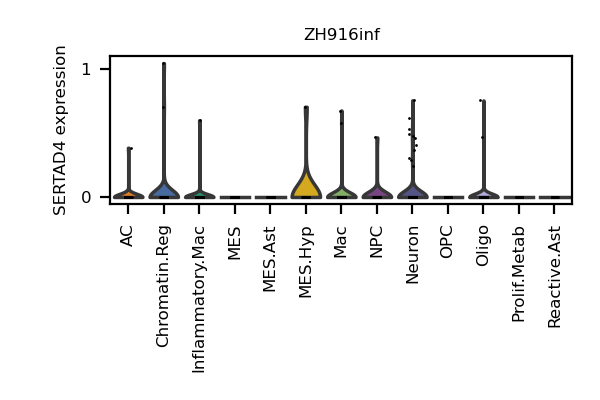 ZH916inf
SERTAD4 expression
1
0
AC
Chromatin.Reg
Inflammatory.Mac
MES
MES.Ast
MES.Hyp
Mac
NPC
Neuron
OPC
Oligo
Prolif.Metab
Reactive.Ast